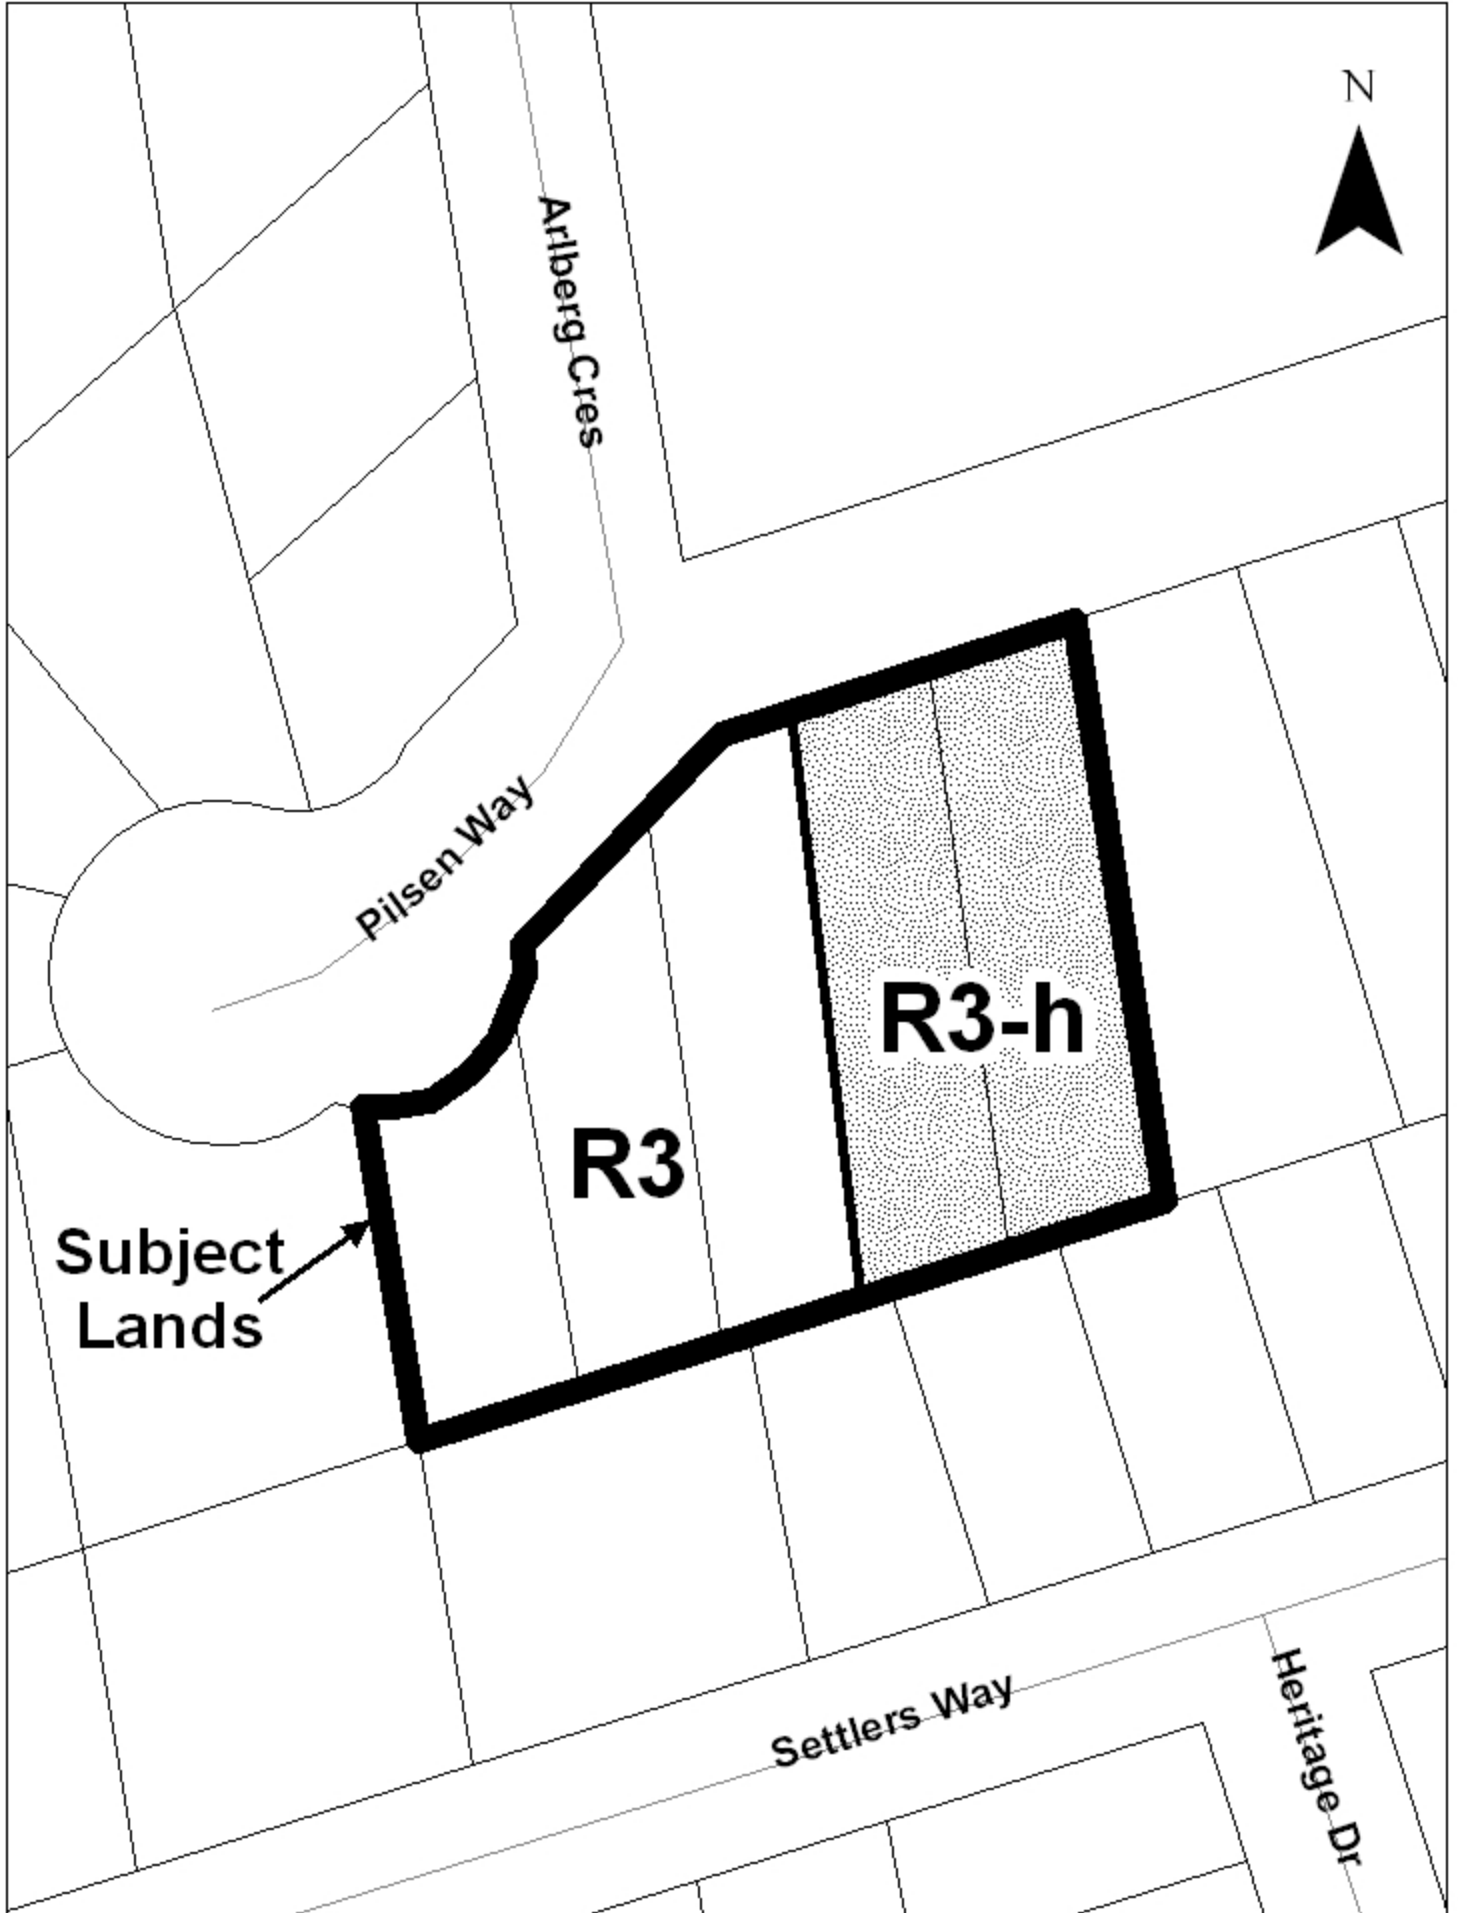 N
Arlberg Cres
Pilsen Way
R3-h
R3
Subject
Lands
Settlers Way
Heritage Dr